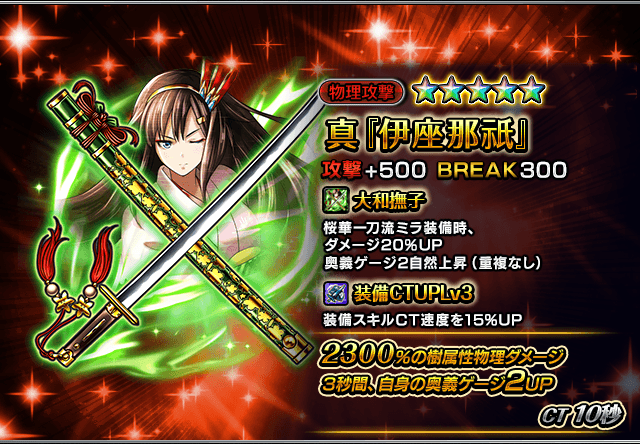 物理攻撃
真『伊座那祇』
攻撃+500 BREAK300
大和撫子
桜華一刀流ミラ装備時、
ダメージ20%UP
奥義ゲージ2自然上昇（重複なし）
装備CTUPLv3
装備スキルCT速度を15%UP
2300%の樹属性物理ダメージ
3秒間、自身の奥義ゲージ2UP
CT 10秒